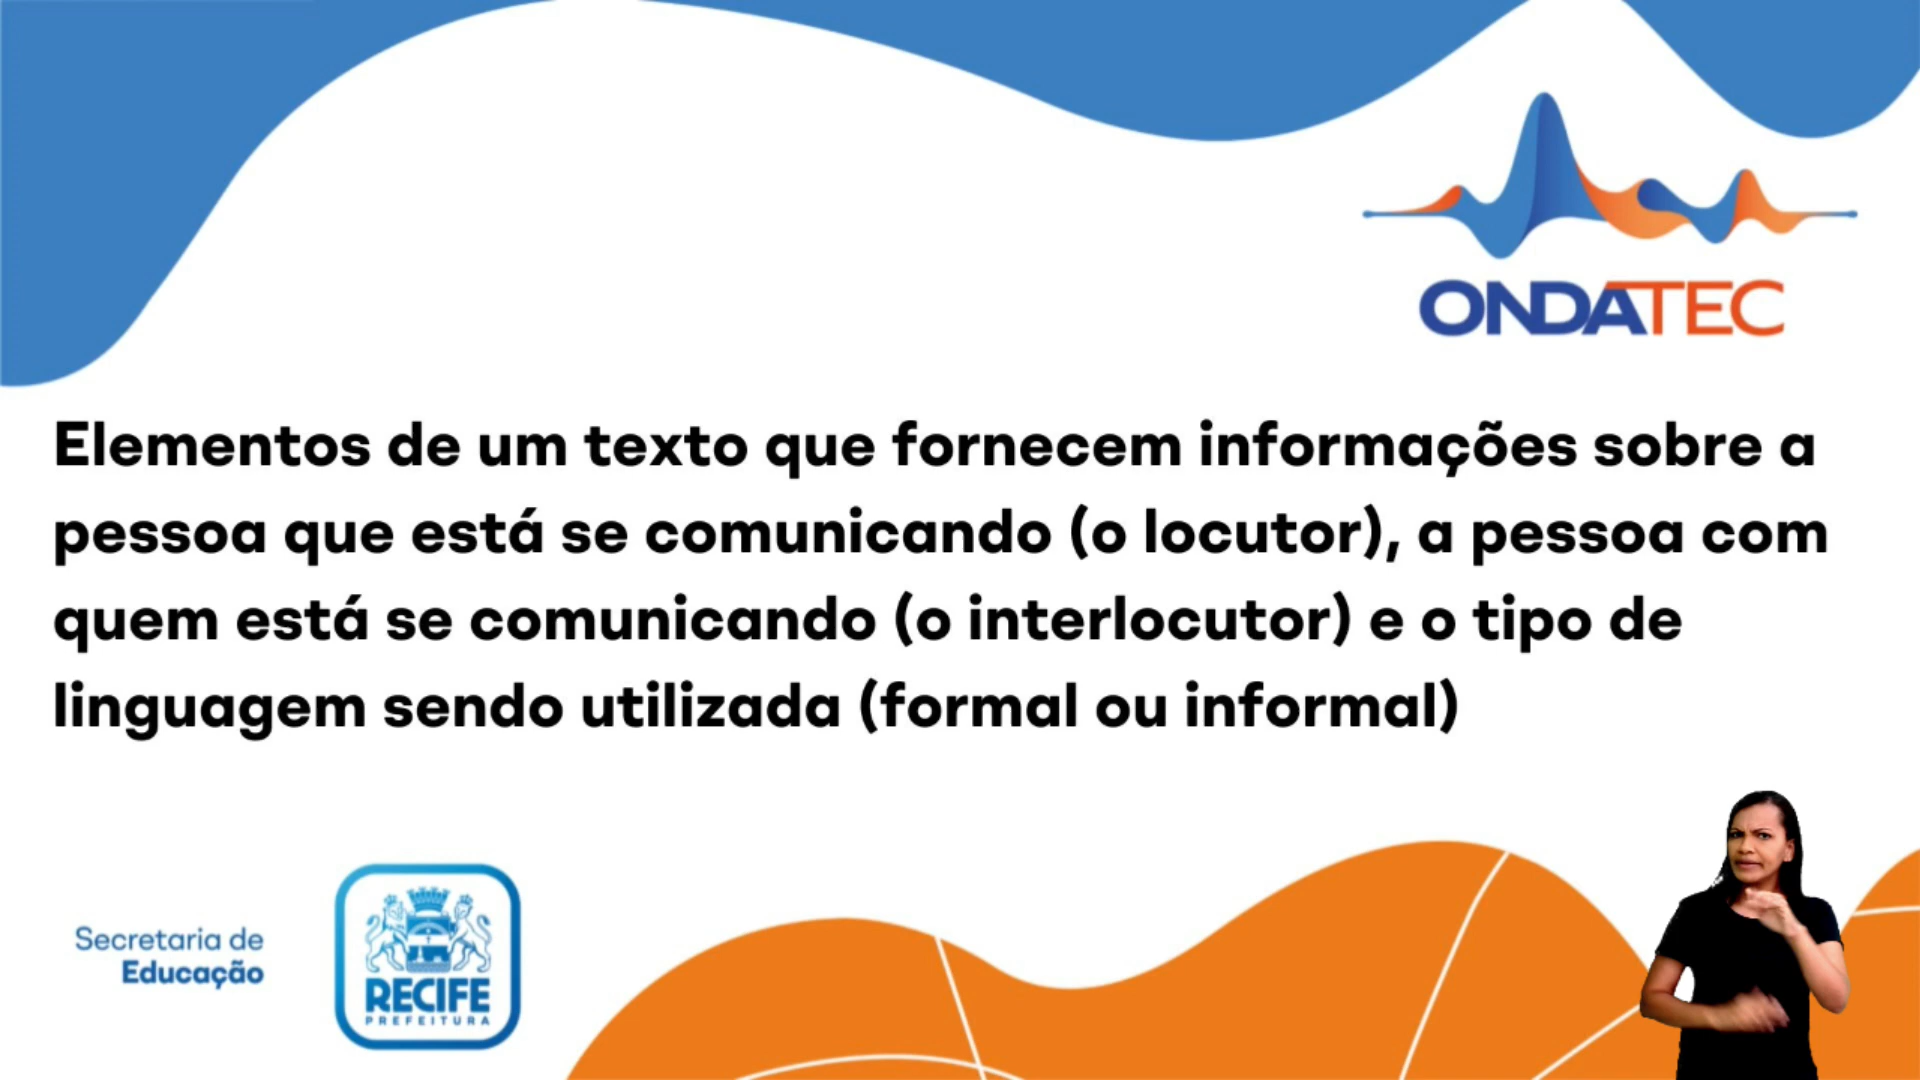 ONDATEC
Elementos de um texto que fornecem informações sobre a
pessoa que está se comunicando (o locutor), a pessoa com
quem está se comunicando (o interlocutor) e o tipo de
linguagem sendo utilizada (formal ou informal)
Secretaria de
Educação
RECIFE
PREFEITURA